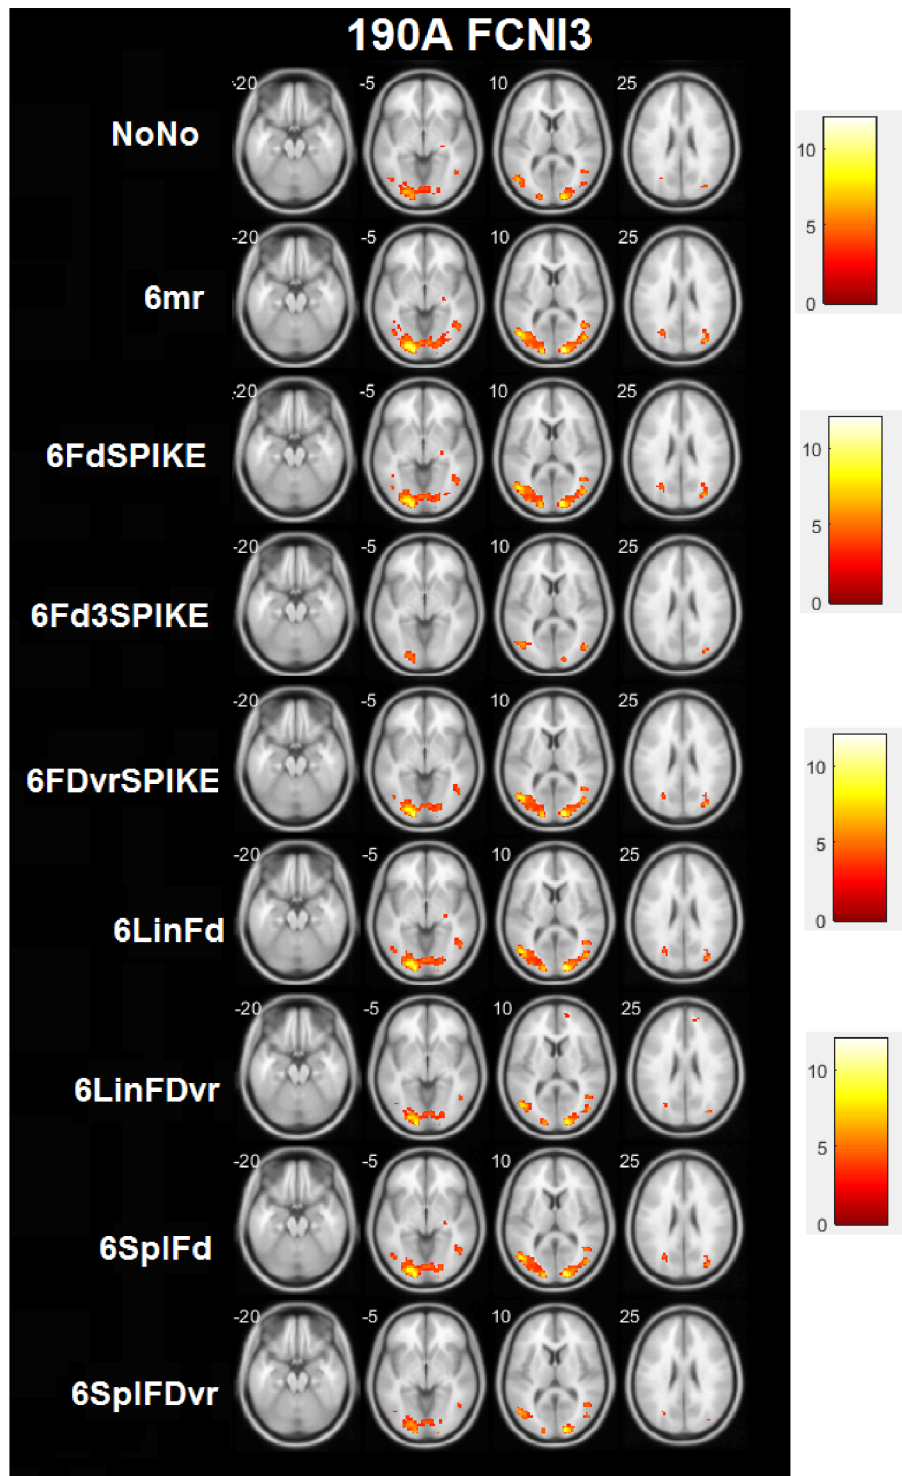 190A FCNI3
-20 -5 10 25
NoNo
10
5
0
-20 -5 10 25
6mr
-20 -5 10 25
6FdSPIKE
10
5
0
-20 -5 10 25
6Fd3SPIKE
-20 -5 10 25
6FDvrSPIKE
10
5
0
-20 -5 10 25
6LinFd
-20 -5 10 25
6LinFDvr
10
5
0
-20 -5 10 25
6SplFd
-20 -5 10 25
6SplFDvr